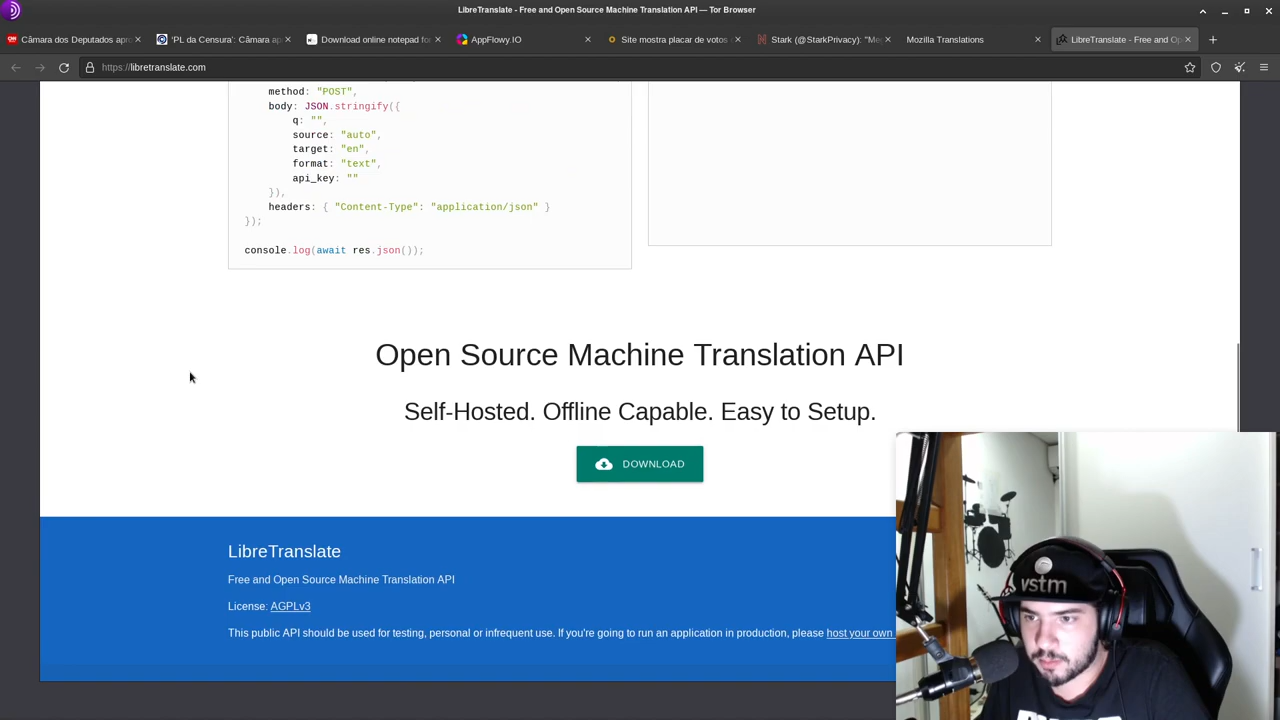 LibreTranslate - Free and Open Source Machine Translation API — Tor Browser
Câmara dos Deputados apro
'PL da Censura': Câmara ap
Download online notepad for
AppFlowy.IO
Site mostra placar de votos
Stark (@StarkPrivacy): "Me
Mozilla Translations
LibreTranslate - Free and Op
https://libretranslate.com
method: "POST",
body: JSON.stringify({
q: "",
source: "auto",
target: "en",
format: "text",
api_key: ""
}),
headers: { "Content-Type": "application/json" }
});
console.log(await res.json());
Open Source Machine Translation API
Self-Hosted. Offline Capable. Easy to Setup.
DOWNLOAD
LibreTranslate
Free and Open Source Machine Translation API
License: AGPLv3
This public API should be used for testing, personal or infrequent use. If you're going to run an application in production, please host your own
vstm